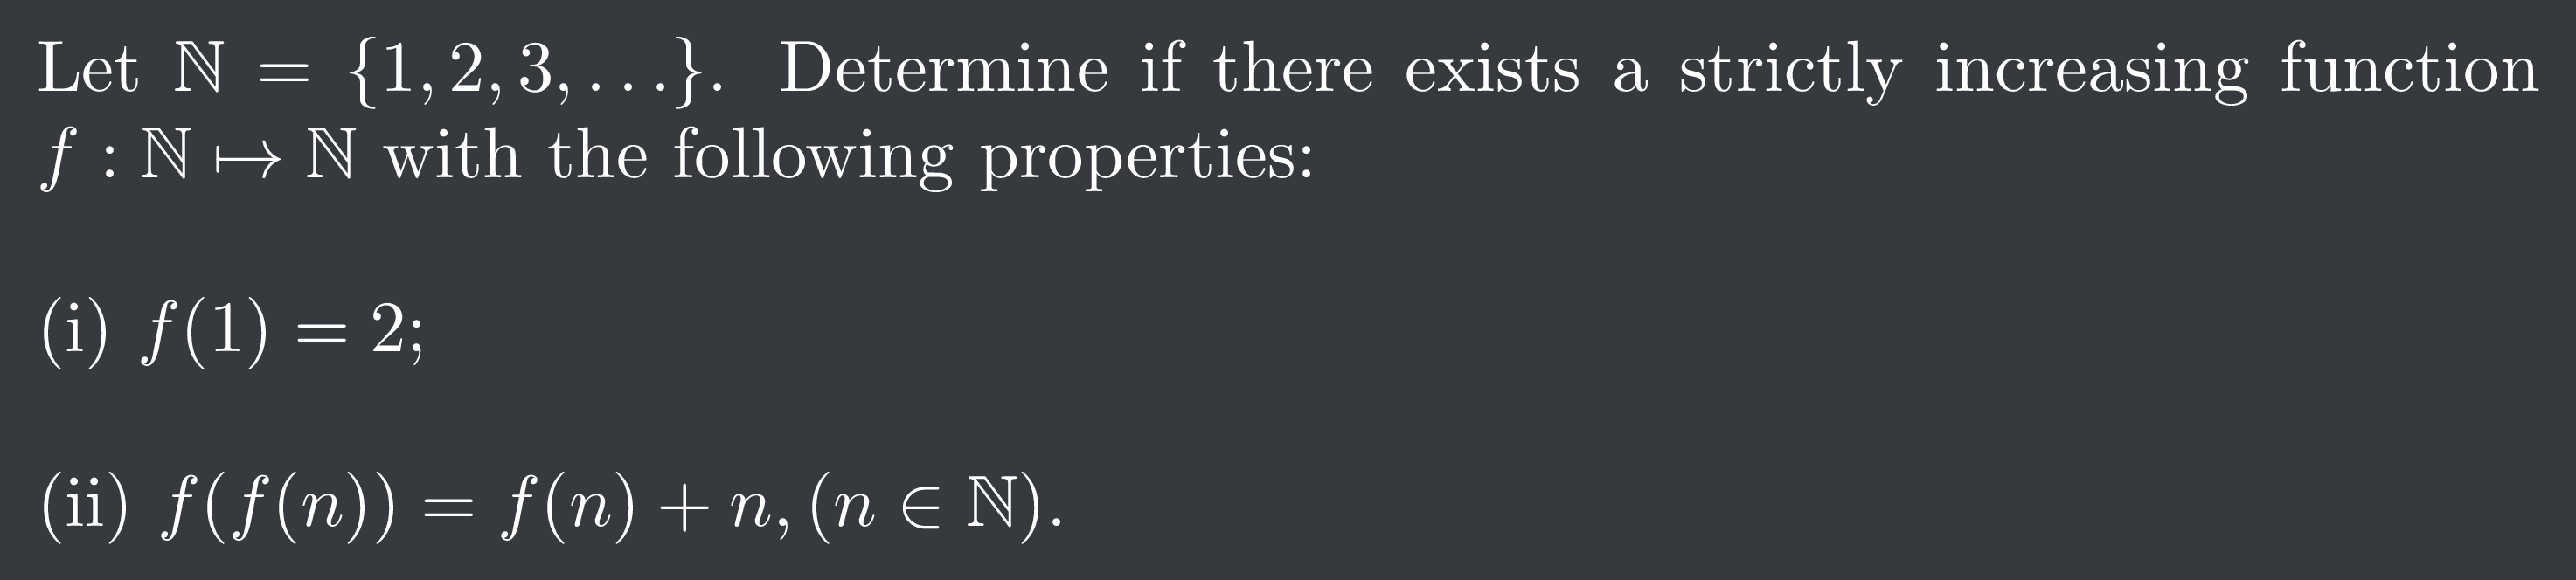 Let ℕ = {1, 2, 3, . . .}. Determine if there exists a strictly increasing function
f : ℕ ↦ ℕ with the following properties:
(i) f(1) = 2;
(ii) f(f(n)) = f(n) + n, (n ∈ ℕ).